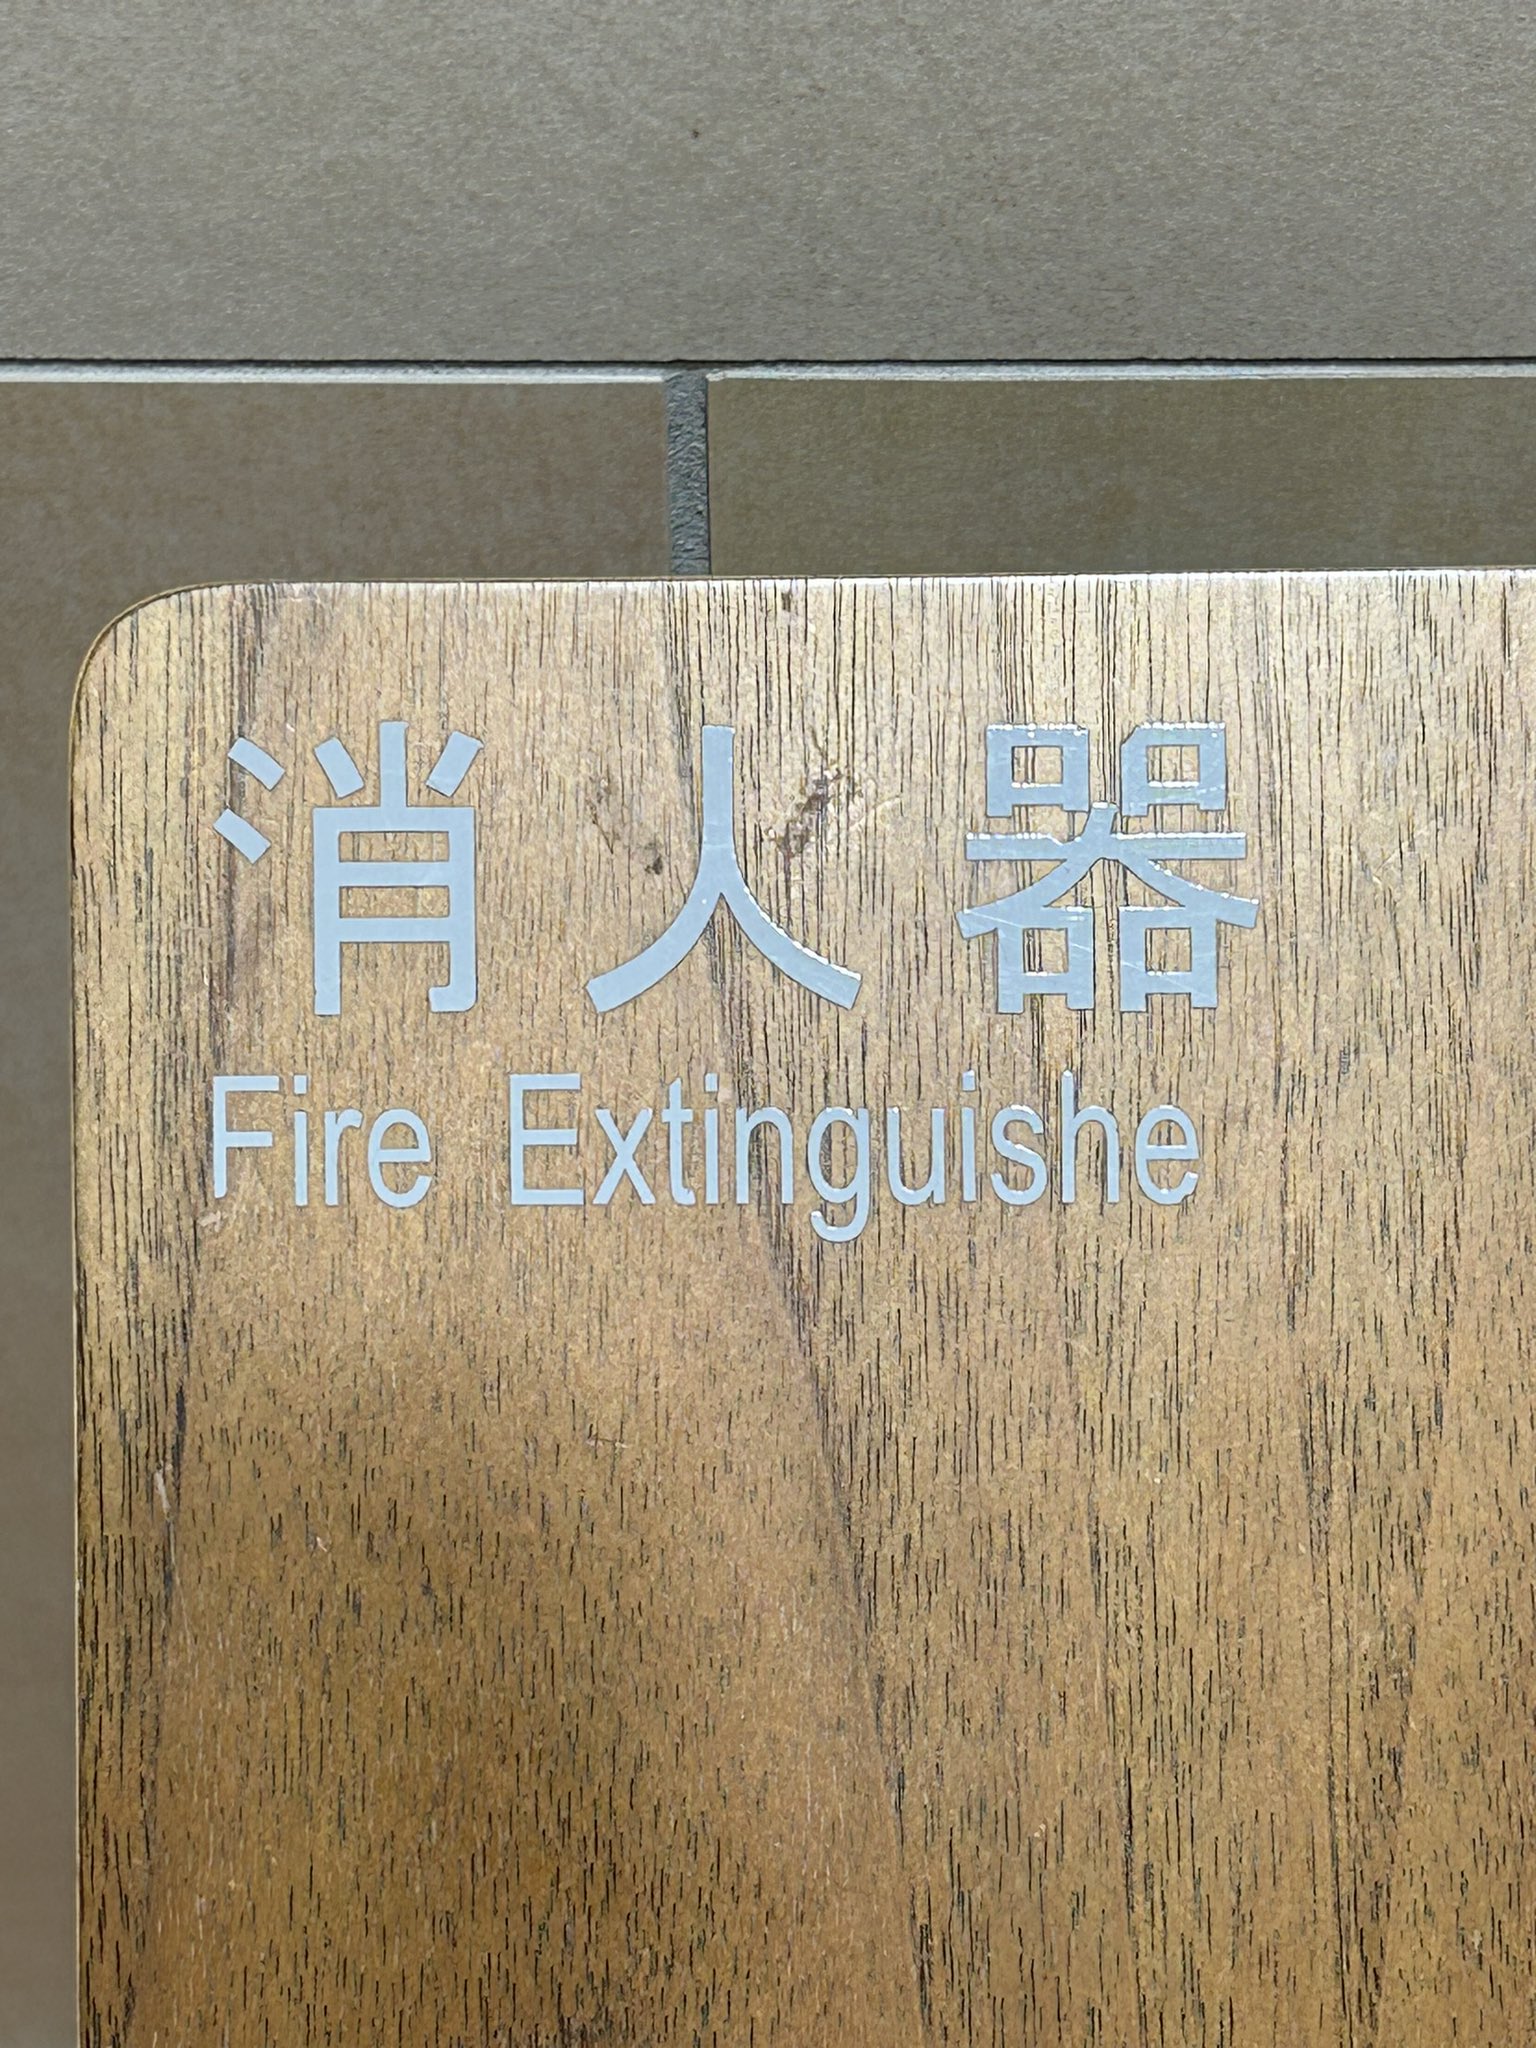 消人器
Fire Extinguishe